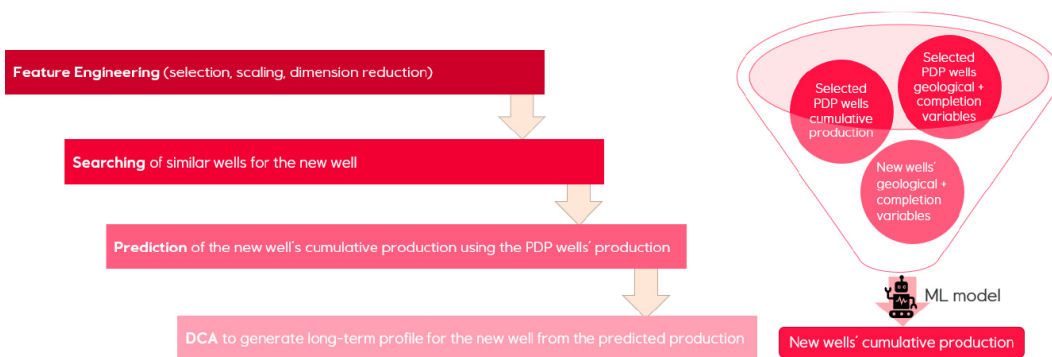 Feature Engineering (selection, scaling, dimension reduction)
Searching of similar wells for the new well
Prediction of the new well's cumulative production using the PDP wells' production
DCA to generate long-term profile for the new well from the predicted production
Selected
PDP wells
cumulative
production
Selected
PDP wells
geological +
completion
variables
New wells'
geological +
completion
variables
ML model
New wells' cumulative production